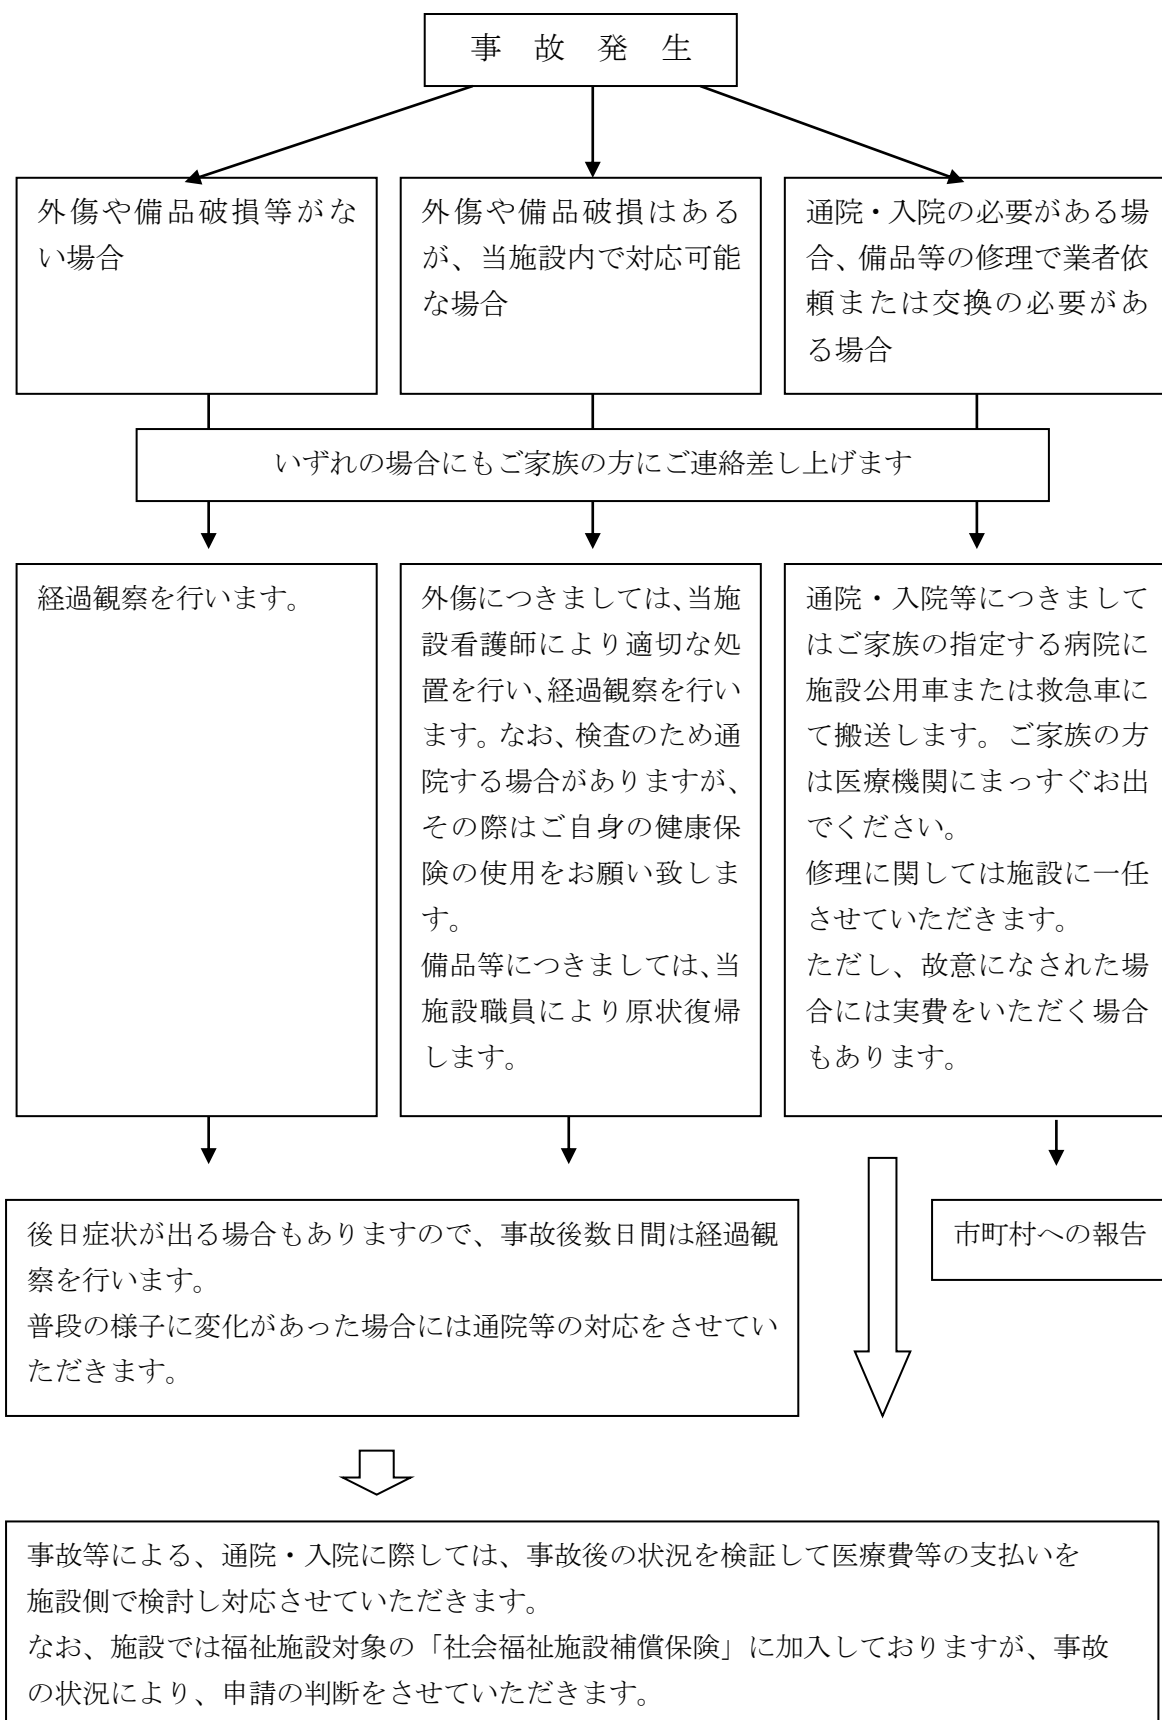 事 故 発 生
外傷や備品破損等がな
い場合
外傷や備品破損はある
が、当施設内で対応可能
な場合
通院・入院の必要がある場
合、備品等の修理で業者依
頼または交換の必要があ
る場合
いずれの場合にもご家族の方にご連絡差し上げます
経過観察を行います。
外傷につきましては、当施
設看護師により適切な処
置を行い、経過観察を行い
ます。なお、検査のため通
院する場合がありますが、
その際はご自身の健康保
険の使用をお願い致しま
す。
備品等につきましては、当
施設職員により原状復帰
します。
通院・入院等につきまして
はご家族の指定する病院に
施設公用車または救急車に
て搬送します。ご家族の方
は医療機関にまっすぐお出
でください。
修理に関しては施設に一任
させていただきます。
ただし、故意になされた場
合には実費をいただく場合
もあります。
後日症状が出る場合もありますので、事故後数日間は経過観
察を行います。
普段の様子に変化があった場合には通院等の対応をさせてい
ただきます。
市町村への報告
事故等による、通院・入院に際しては、事故後の状況を検証して医療費等の支払いを
施設側で検討し対応させていただきます。
なお、施設では福祉施設対象の「社会福祉施設補償保険」に加入しておりますが、事故
の状況により、申請の判断をさせていただきます。